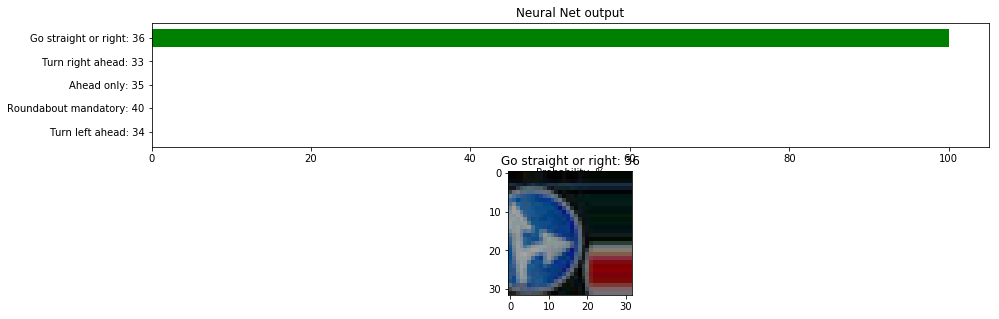 Neural Net output
Go straight or right: 36
Turn right ahead: 33
Ahead only: 35
Roundabout mandatory: 40
Turn left ahead: 34
0 20 40 60 80 100
Probability, %
Go straight or right: 36
0
10
20
30
0 10 20 30